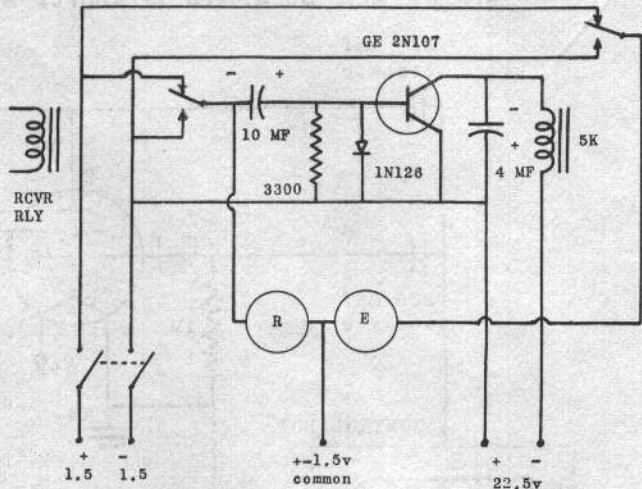 GE 2N107
- +
10 MF
1N126
3300
-
+
4 MF
5K
RCVR
RLY
R
E
+ -
1.5 1.5
+-1.5v
common
+ -
22.5v